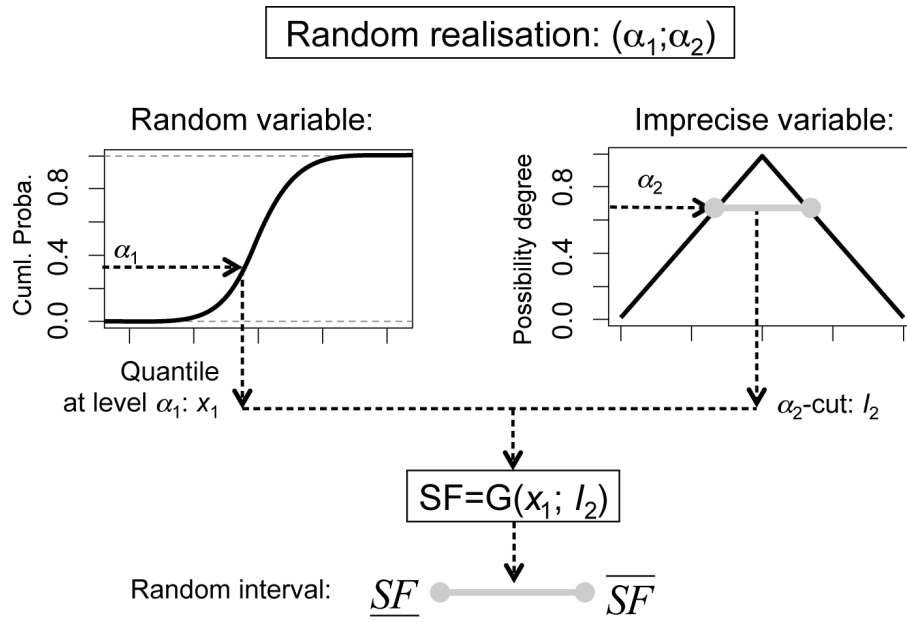 Random realisation: (α₁;α₂)
Random variable:
Imprecise variable:
Cuml. Proba.
0.0 0.4 0.8
α₁
Possibility degree
0.0 0.4 0.8
α₂
Quantile
at level α₁: x₁
α₂-cut: I₂
SF=G(x₁; I₂)
Random interval: S̲F̲ S̅F̅